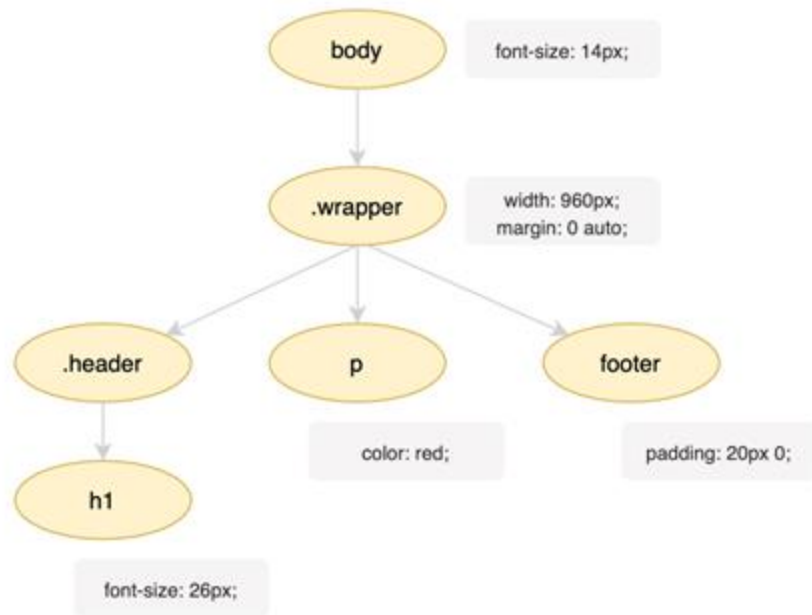 body
font-size: 14px;
.wrapper
width: 960px;
margin: 0 auto;
.header
p
footer
color: red;
padding: 20px 0;
h1
font-size: 26px;